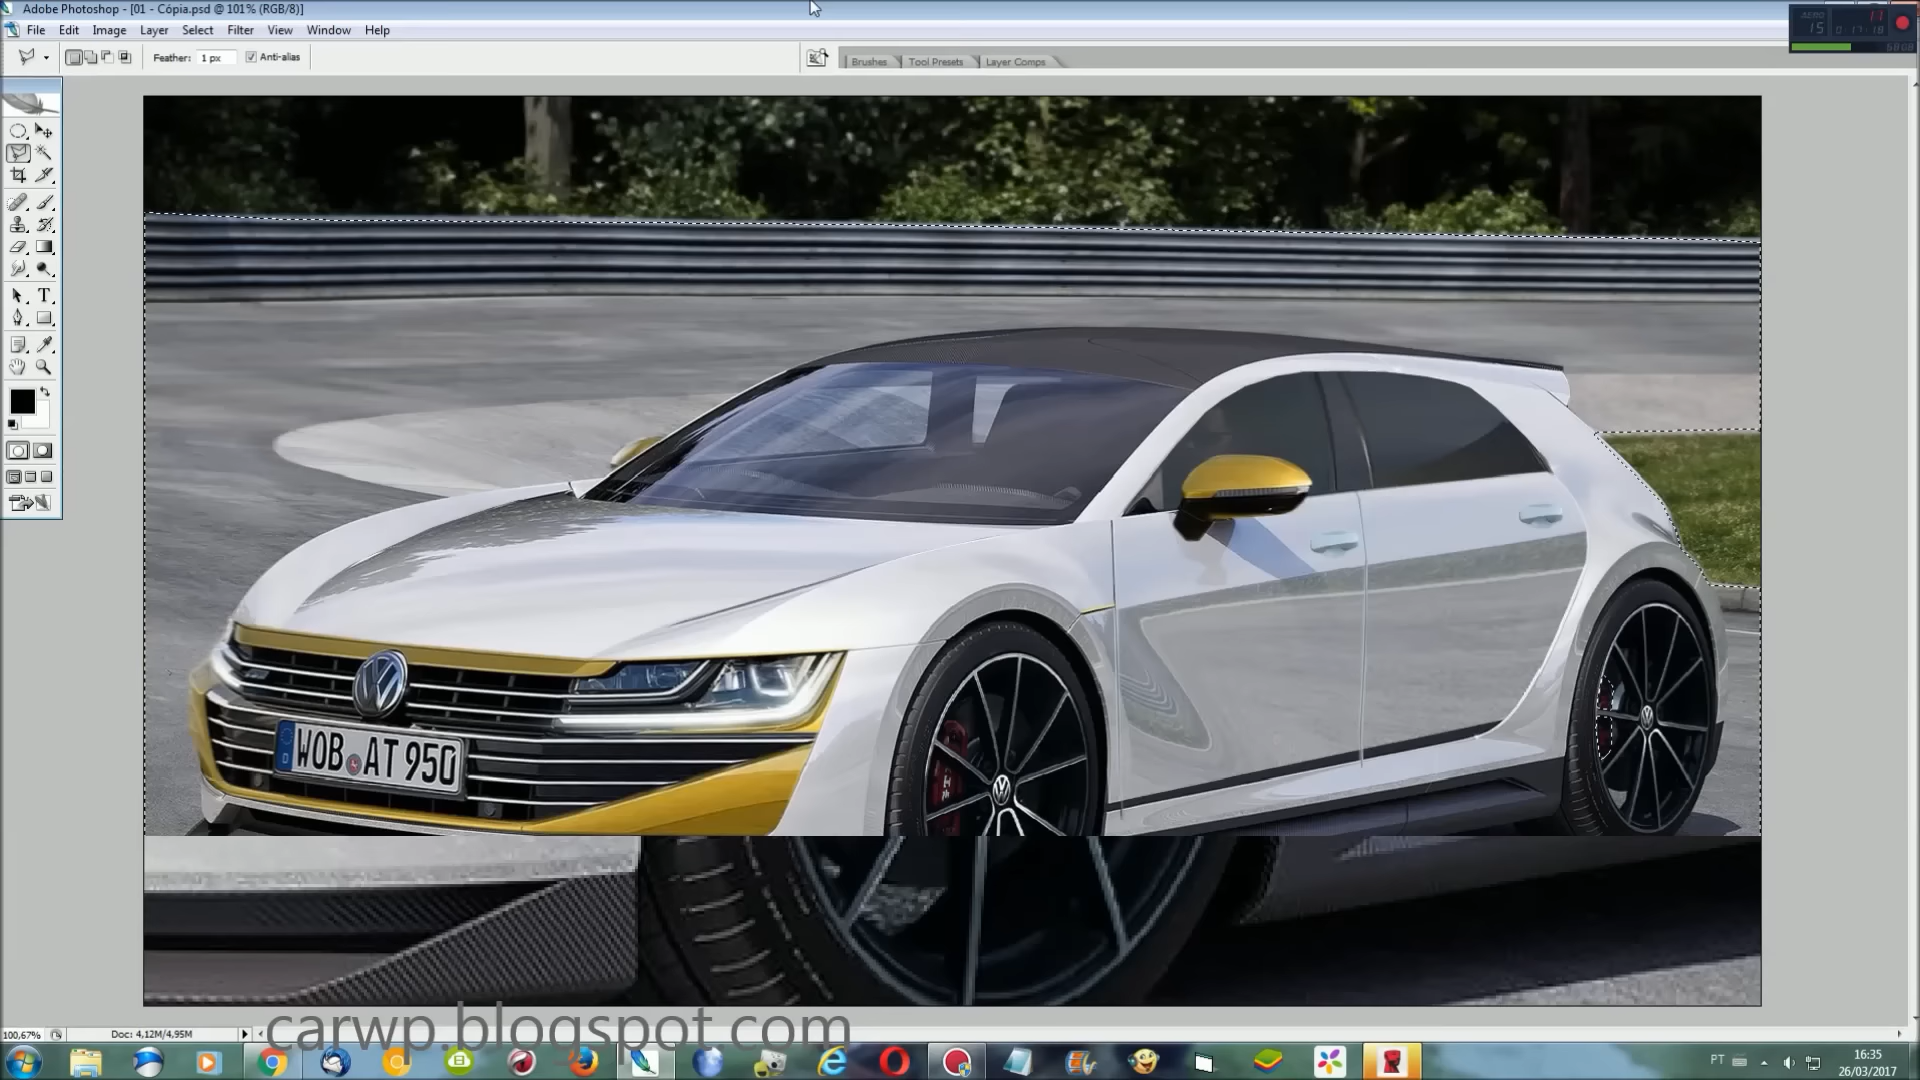 Adobe Photoshop - [01 - Cópia.psd @ 101% (RGB/8)]
File Edit Image Layer Select Filter View Window Help
Feather: 1 px Anti-alias
Brushes Tool Presets Layer Comps
WOB AT 950
100,67% Doc: 4,12M/4,95M
carwp.blogspot.com
PT
16:35
26/03/2017